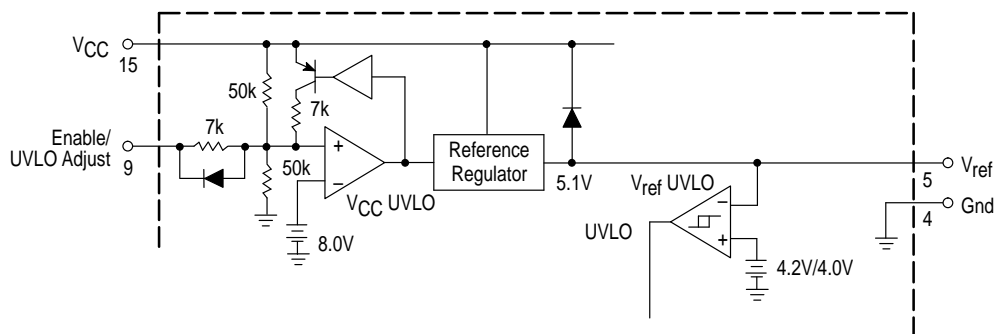 VCC
15
50k
7k
7k
Enable/
UVLO Adjust
9
50k
+
–
VCC UVLO
8.0V
Reference
Regulator
5.1V
Vref UVLO
–
+
UVLO
4.2V/4.0V
Vref
5
Gnd
4